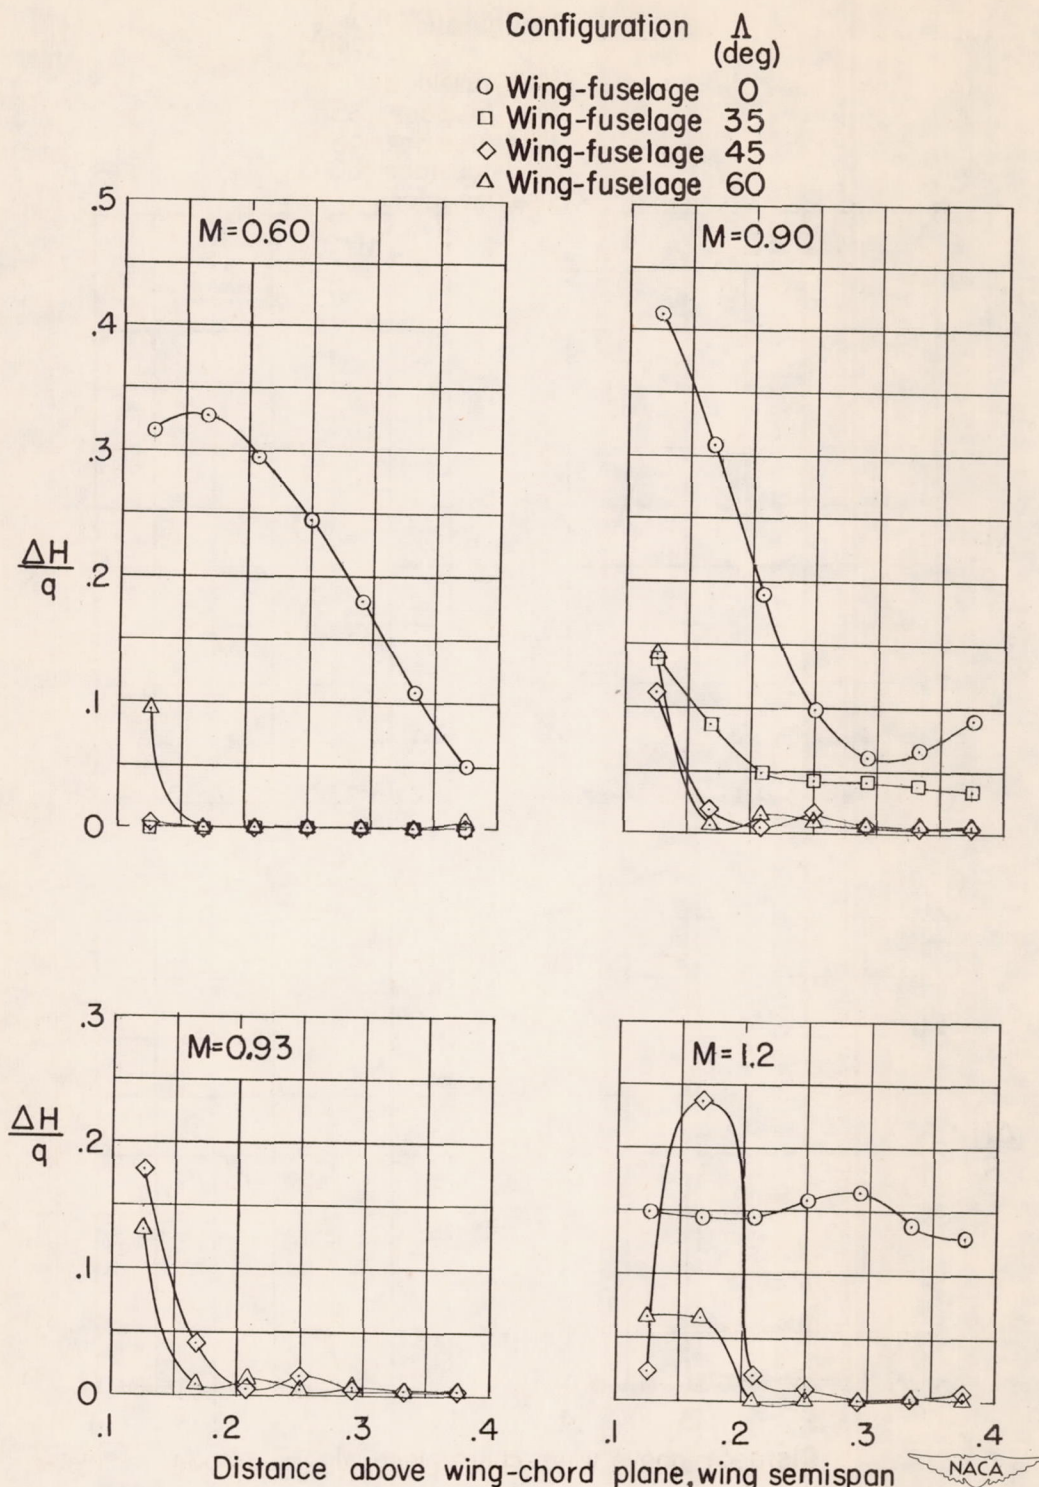 Configuration Λ
(deg)
Wing-fuselage 0
Wing-fuselage 35
Wing-fuselage 45
Wing-fuselage 60
.5
M=0.60
M=0.90
.4
.3
ΔH
q
.2
.1
0
.3
M=0.93
M=1.2
ΔH
q
.2
.1
0
.1 .2 .3 .4
.1 .2 .3 .4
Distance above wing-chord plane, wing semispan
NACA